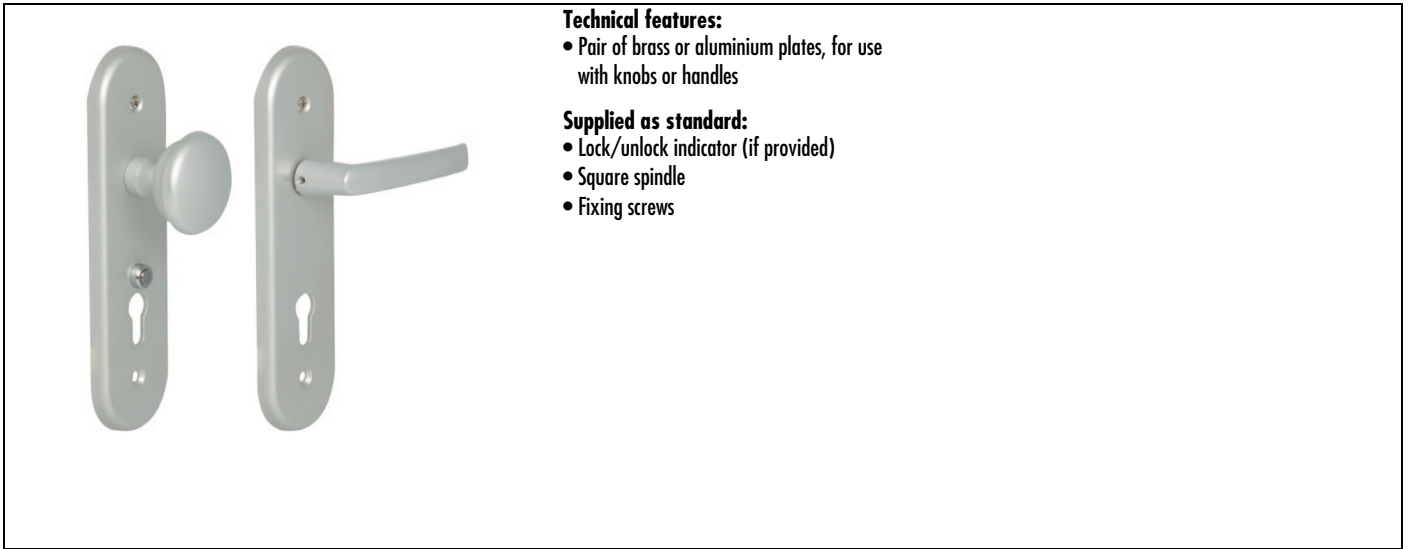 Technical features:
• Pair of brass or aluminium plates, for use
with knobs or handles
Supplied as standard:
• Lock/unlock indicator (if provided)
• Square spindle
• Fixing screws